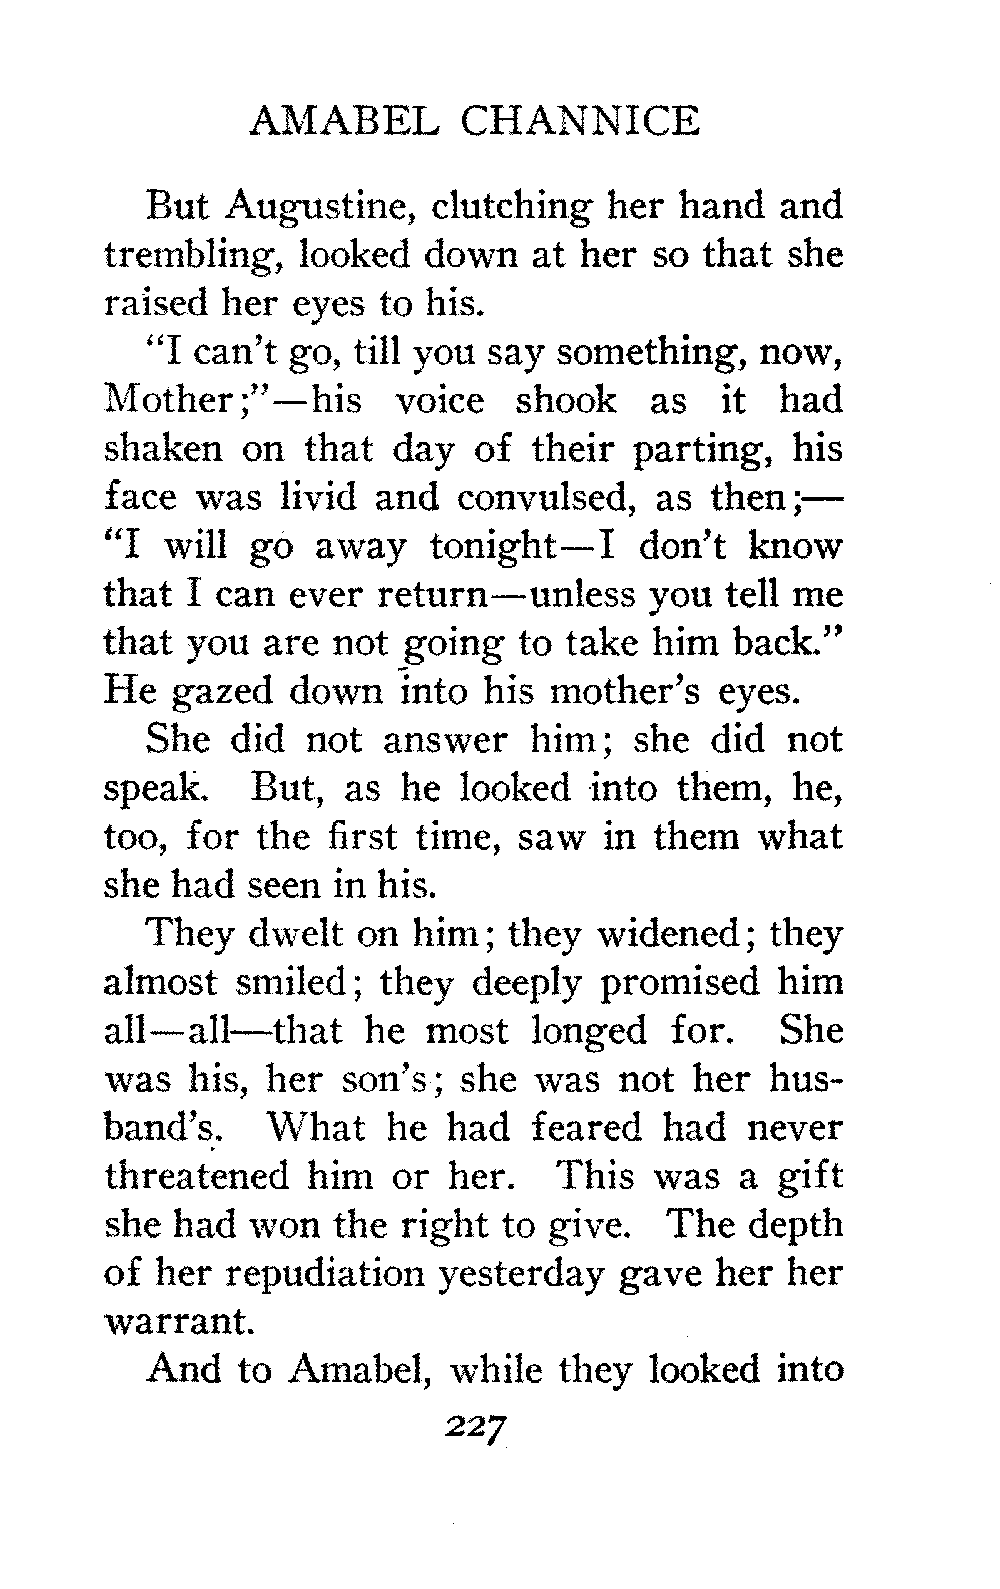 AMABEL CHANNICE
But Augustine, clutching her hand and
trembling, looked down at her so that she
raised her eyes to his.
"I can't go, till you say something, now,
Mother;"—his voice shook as it had
shaken on that day of their parting, his
face was livid and convulsed, as then;—
"I will go away tonight—I don't know
that I can ever return—unless you tell me
that you are not going to take him back."
He gazed down into his mother's eyes.
She did not answer him; she did not
speak. But, as he looked into them, he,
too, for the first time, saw in them what
she had seen in his.
They dwelt on him; they widened; they
almost smiled; they deeply promised him
all—all—that he most longed for. She
was his, her son's; she was not her hus-
band's. What he had feared had never
threatened him or her. This was a gift
she had won the right to give. The depth
of her repudiation yesterday gave her her
warrant.
And to Amabel, while they looked into
227